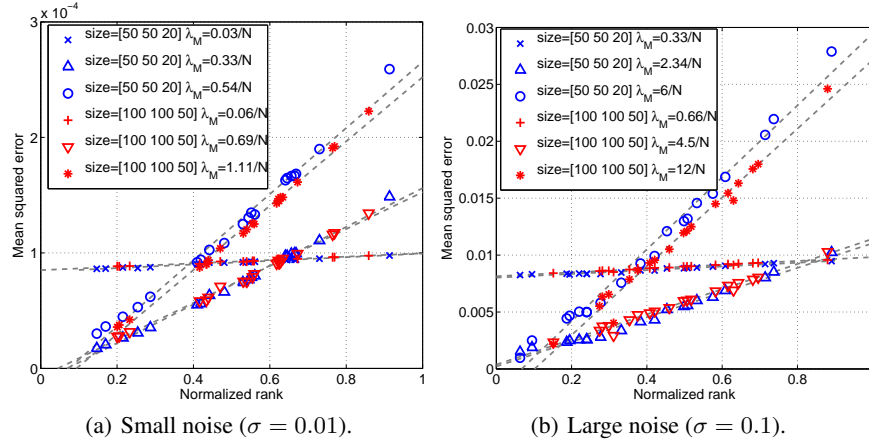 3 x 10⁻⁴
size=[50 50 20] λ_M=0.03/N
size=[50 50 20] λ_M=0.33/N
size=[50 50 20] λ_M=0.54/N
size=[100 100 50] λ_M=0.06/N
size=[100 100 50] λ_M=0.69/N
size=[100 100 50] λ_M=1.11/N
2
1
0
Mean squared error
0 0.2 0.4 0.6 0.8 1
Normalized rank
(a) Small noise (σ = 0.01).
0.03
size=[50 50 20] λ_M=0.33/N
size=[50 50 20] λ_M=2.34/N
size=[50 50 20] λ_M=6/N
size=[100 100 50] λ_M=0.66/N
size=[100 100 50] λ_M=4.5/N
size=[100 100 50] λ_M=12/N
0.025
0.02
0.015
0.01
0.005
0
Mean squared error
0 0.2 0.4 0.6 0.8
Normalized rank
(b) Large noise (σ = 0.1).